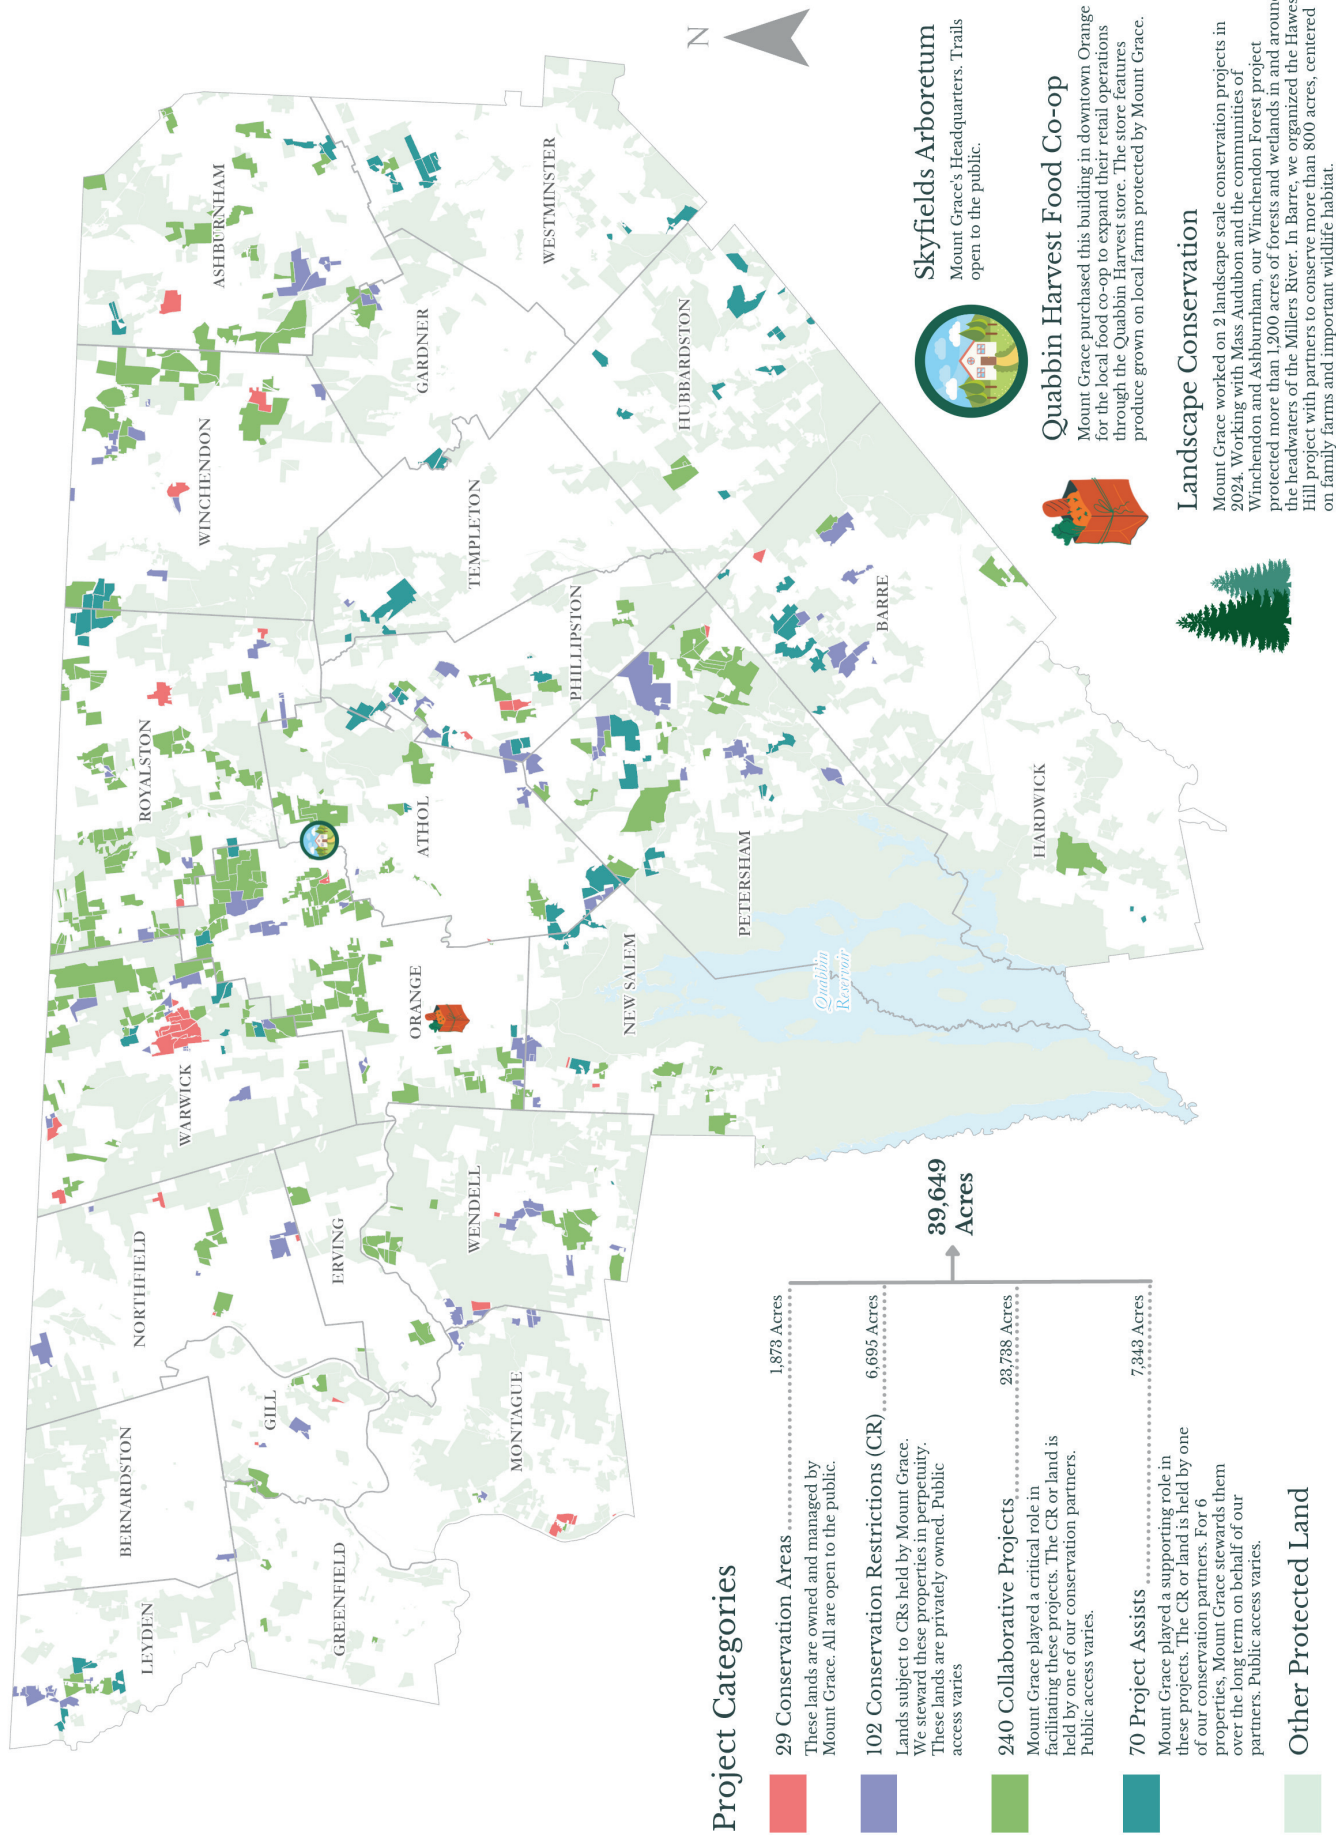 N
LEYDEN
BERNARDSTON
NORTHFIELD
WARWICK
ROYALSTON
WINCHENDON
ASHBURNHAM
GREENFIELD
GILL
ERVING
ORANGE
ATHOL
TEMPLETON
GARDNER
WESTMINSTER
MONTAGUE
WENDELL
NEW SALEM
PHILLIPSTON
PETERSHAM
HUBBARDSTON
BARRE
HARDWICK
Quabbin
Reservoir
Project Categories
29 Conservation Areas
1,873 Acres
These lands are owned and managed by
Mount Grace. All are open to the public.
102 Conservation Restrictions (CR)
6,695 Acres
Lands subject to CRs held by Mount Grace.
We steward these properties in perpetuity.
These lands are privately owned. Public
access varies
240 Collaborative Projects
23,738 Acres
Mount Grace played a critical role in
facilitating these projects. The CR or land is
held by one of our conservation partners.
Public access varies.
70 Project Assists
7,343 Acres
Mount Grace played a supporting role in
these projects. The CR or land is held by one
of our conservation partners. For 6
properties, Mount Grace stewards them
over the long term on behalf of our
partners. Public access varies.
Other Protected Land
39,649
Acres
Skyfields Arboretum
Mount Grace's Headquarters. Trails
open to the public.
Quabbin Harvest Food Co-op
Mount Grace purchased this building in downtown Orange
for the local food co-op to expand their retail operations
through the Quabbin Harvest store. The store features
produce grown on local farms protected by Mount Grace.
Landscape Conservation
Mount Grace worked on 2 landscape scale conservation projects in
2024. Working with Mass Audubon and the communities of
Winchendon and Ashburnham, our Winchendon Forest project
protected more than 1,200 acres of forests and wetlands in and around
the headwaters of the Millers River. In Barre, we organized the Hawes
Hill project with partners to conserve more than 800 acres, centered
on family farms and important wildlife habitat.